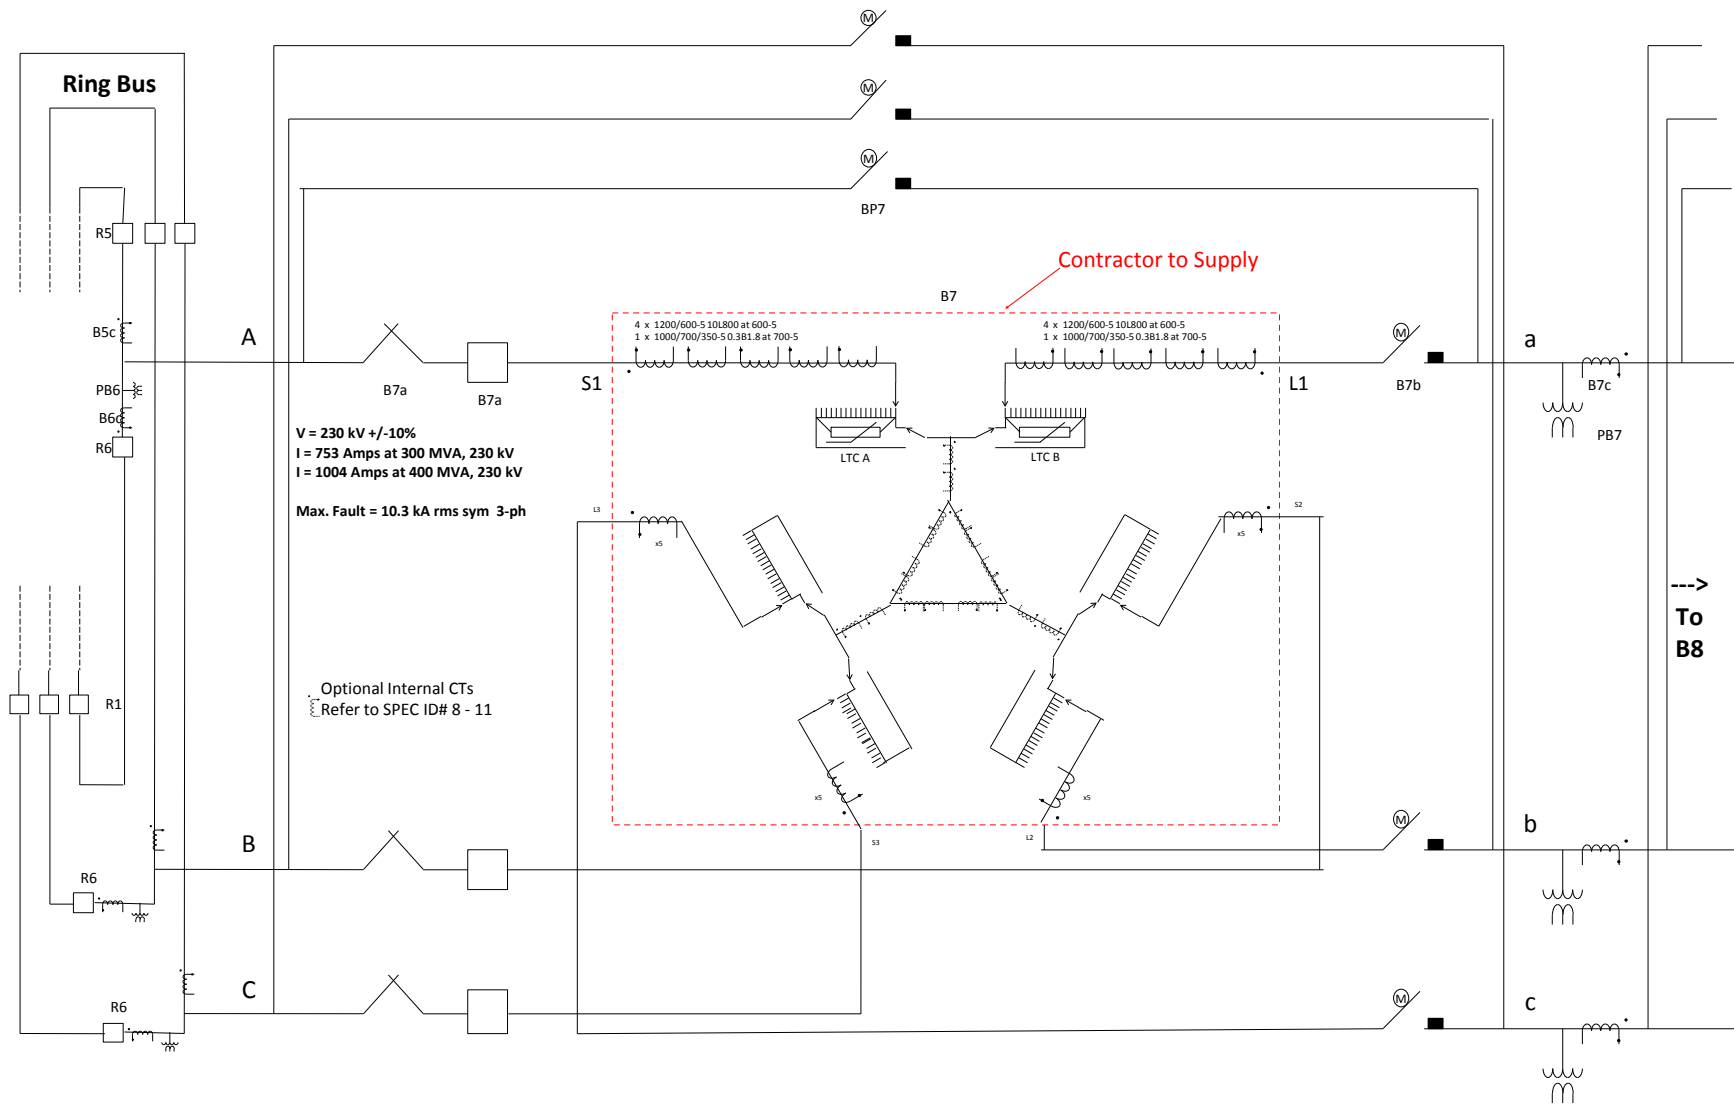 M
Ring Bus
M
M
BP7
R5
Contractor to Supply
B7
4 x 1200/600-5 10L800 at 600-5
1 x 1000/700/350-5 0.3B1.8 at 700-5
4 x 1200/600-5 10L800 at 600-5
1 x 1000/700/350-5 0.3B1.8 at 700-5
B5c
A
M
a
PB6
B7a
B7a
S1
L1
B7b
B7c
B6c
PB7
R6
V = 230 kV +/-10%
I = 753 Amps at 300 MVA, 230 kV
I = 1004 Amps at 400 MVA, 230 kV
LTC A
LTC B
Max. Fault = 10.3 kA rms sym 3-ph
L3
S2
x5
x5
--->
To
B8
R1
Optional Internal CTs
Refer to SPEC ID# 8 - 11
x5
x5
M
b
B
S3
L2
R6
C
M
c
R6